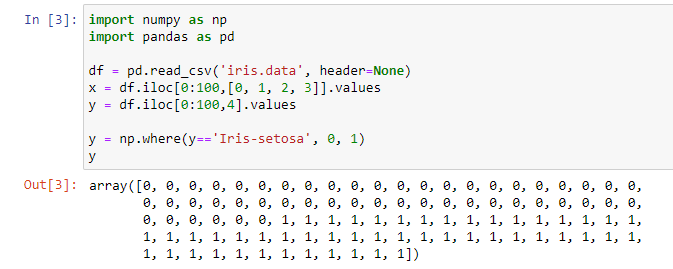 In [3]: import numpy as np
import pandas as pd
df = pd.read_csv('iris.data', header=None)
x = df.iloc[0:100,[0, 1, 2, 3]].values
y = df.iloc[0:100,4].values
y = np.where(y=='Iris-setosa', 0, 1)
y
Out[3]: array([0, 0, 0, 0, 0, 0, 0, 0, 0, 0, 0, 0, 0, 0, 0, 0, 0, 0, 0, 0, 0, 0,
0, 0, 0, 0, 0, 0, 0, 0, 0, 0, 0, 0, 0, 0, 0, 0, 0, 0, 0, 0, 0, 0,
0, 0, 0, 0, 0, 0, 1, 1, 1, 1, 1, 1, 1, 1, 1, 1, 1, 1, 1, 1, 1, 1,
1, 1, 1, 1, 1, 1, 1, 1, 1, 1, 1, 1, 1, 1, 1, 1, 1, 1, 1, 1, 1, 1,
1, 1, 1, 1, 1, 1, 1, 1, 1, 1, 1, 1])